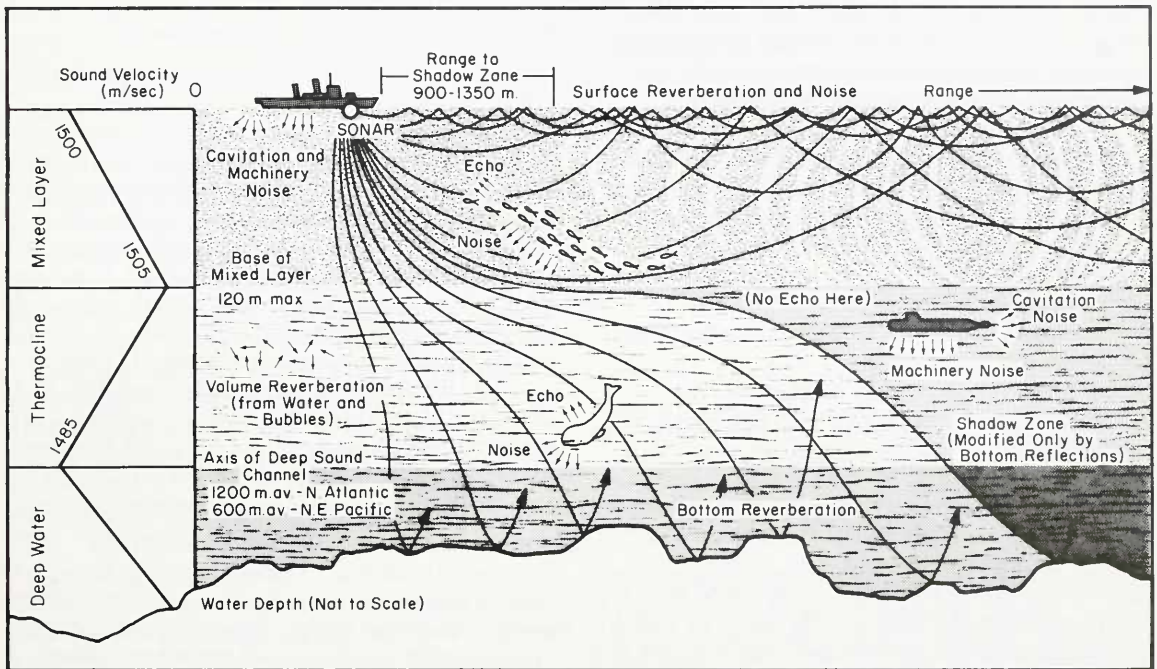 Sound Velocity
(m/sec)
0
Range to
Shadow Zone
900-1350 m.
Surface Reverberation and Noise
Range
Mixed Layer
1500
1505
Thermocline
1485
Deep Water
SONAR
Cavitation and
Machinery
Noise
Echo
Noise
Base of
Mixed Layer
120 m max
(No Echo Here)
Cavitation
Noise
Machinery Noise
Volume Reverberation
(from Water and
Bubbles)
Echo
Noise
Shadow Zone
(Modified Only by
Bottom Reflections)
Axis of Deep Sound
Channel
1200 m. av - N. Atlantic
600 m. av - N.E. Pacific
Bottom Reverberation
Water Depth (Not to Scale)